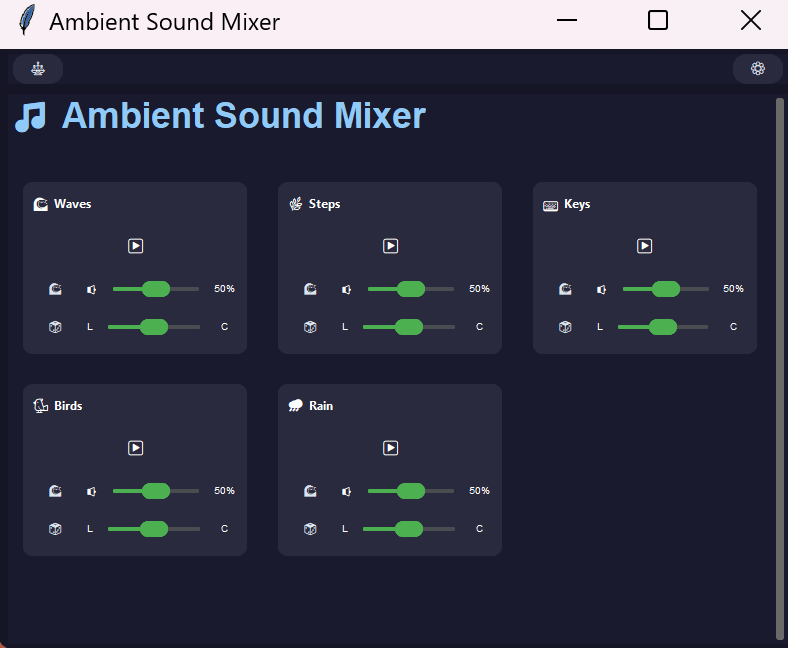 Ambient Sound Mixer
Ambient Sound Mixer
Waves
50%
L C
Steps
50%
L C
Keys
50%
L C
Birds
50%
L C
Rain
50%
L C